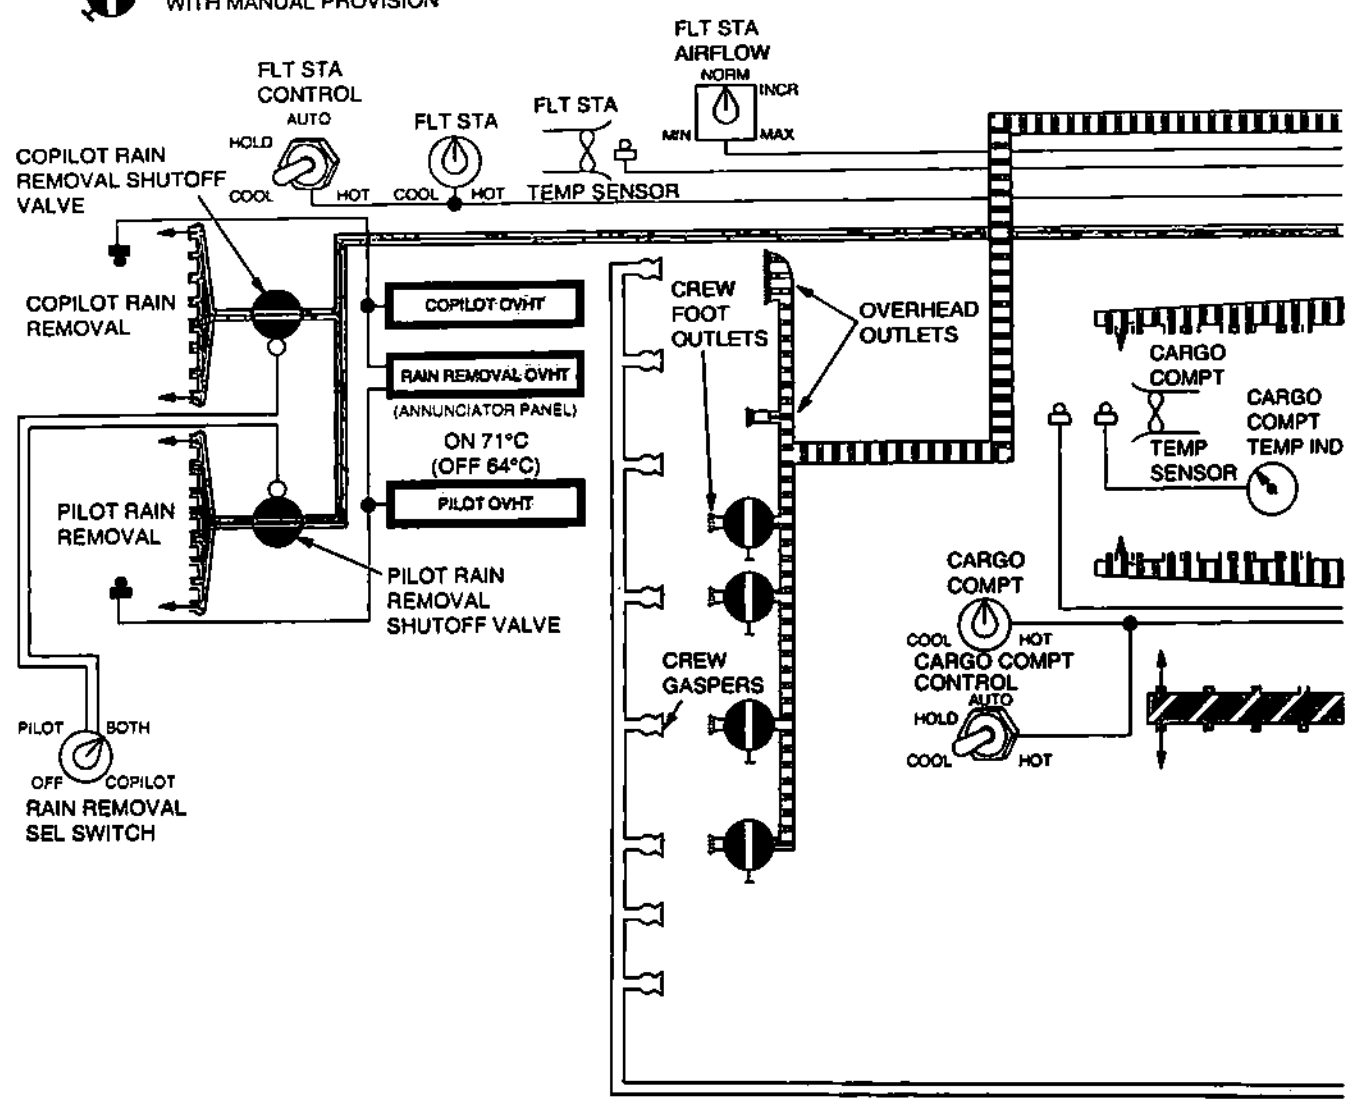 WITH MANUAL PROVISION
FLT STA
AIRFLOW
NORM
INCR
MIN
MAX
FLT STA
CONTROL
AUTO
HOLD
COOL
HOT
FLT STA
COOL
HOT
FLT STA
TEMP SENSOR
COPILOT RAIN
REMOVAL SHUTOFF
VALVE
COPILOT RAIN
REMOVAL
COPILOT OVHT
RAIN REMOVAL OVHT
(ANNUNCIATOR PANEL)
ON 71°C
(OFF 64°C)
PILOT OVHT
PILOT RAIN
REMOVAL
PILOT RAIN
REMOVAL
SHUTOFF VALVE
PILOT
BOTH
OFF
COPILOT
RAIN REMOVAL
SEL SWITCH
CREW
FOOT
OUTLETS
OVERHEAD
OUTLETS
CREW
GASPERS
CARGO
COMPT
TEMP
SENSOR
CARGO
COMPT
TEMP IND
CARGO
COMPT
COOL
HOT
CARGO COMPT
CONTROL
AUTO
HOLD
COOL
HOT